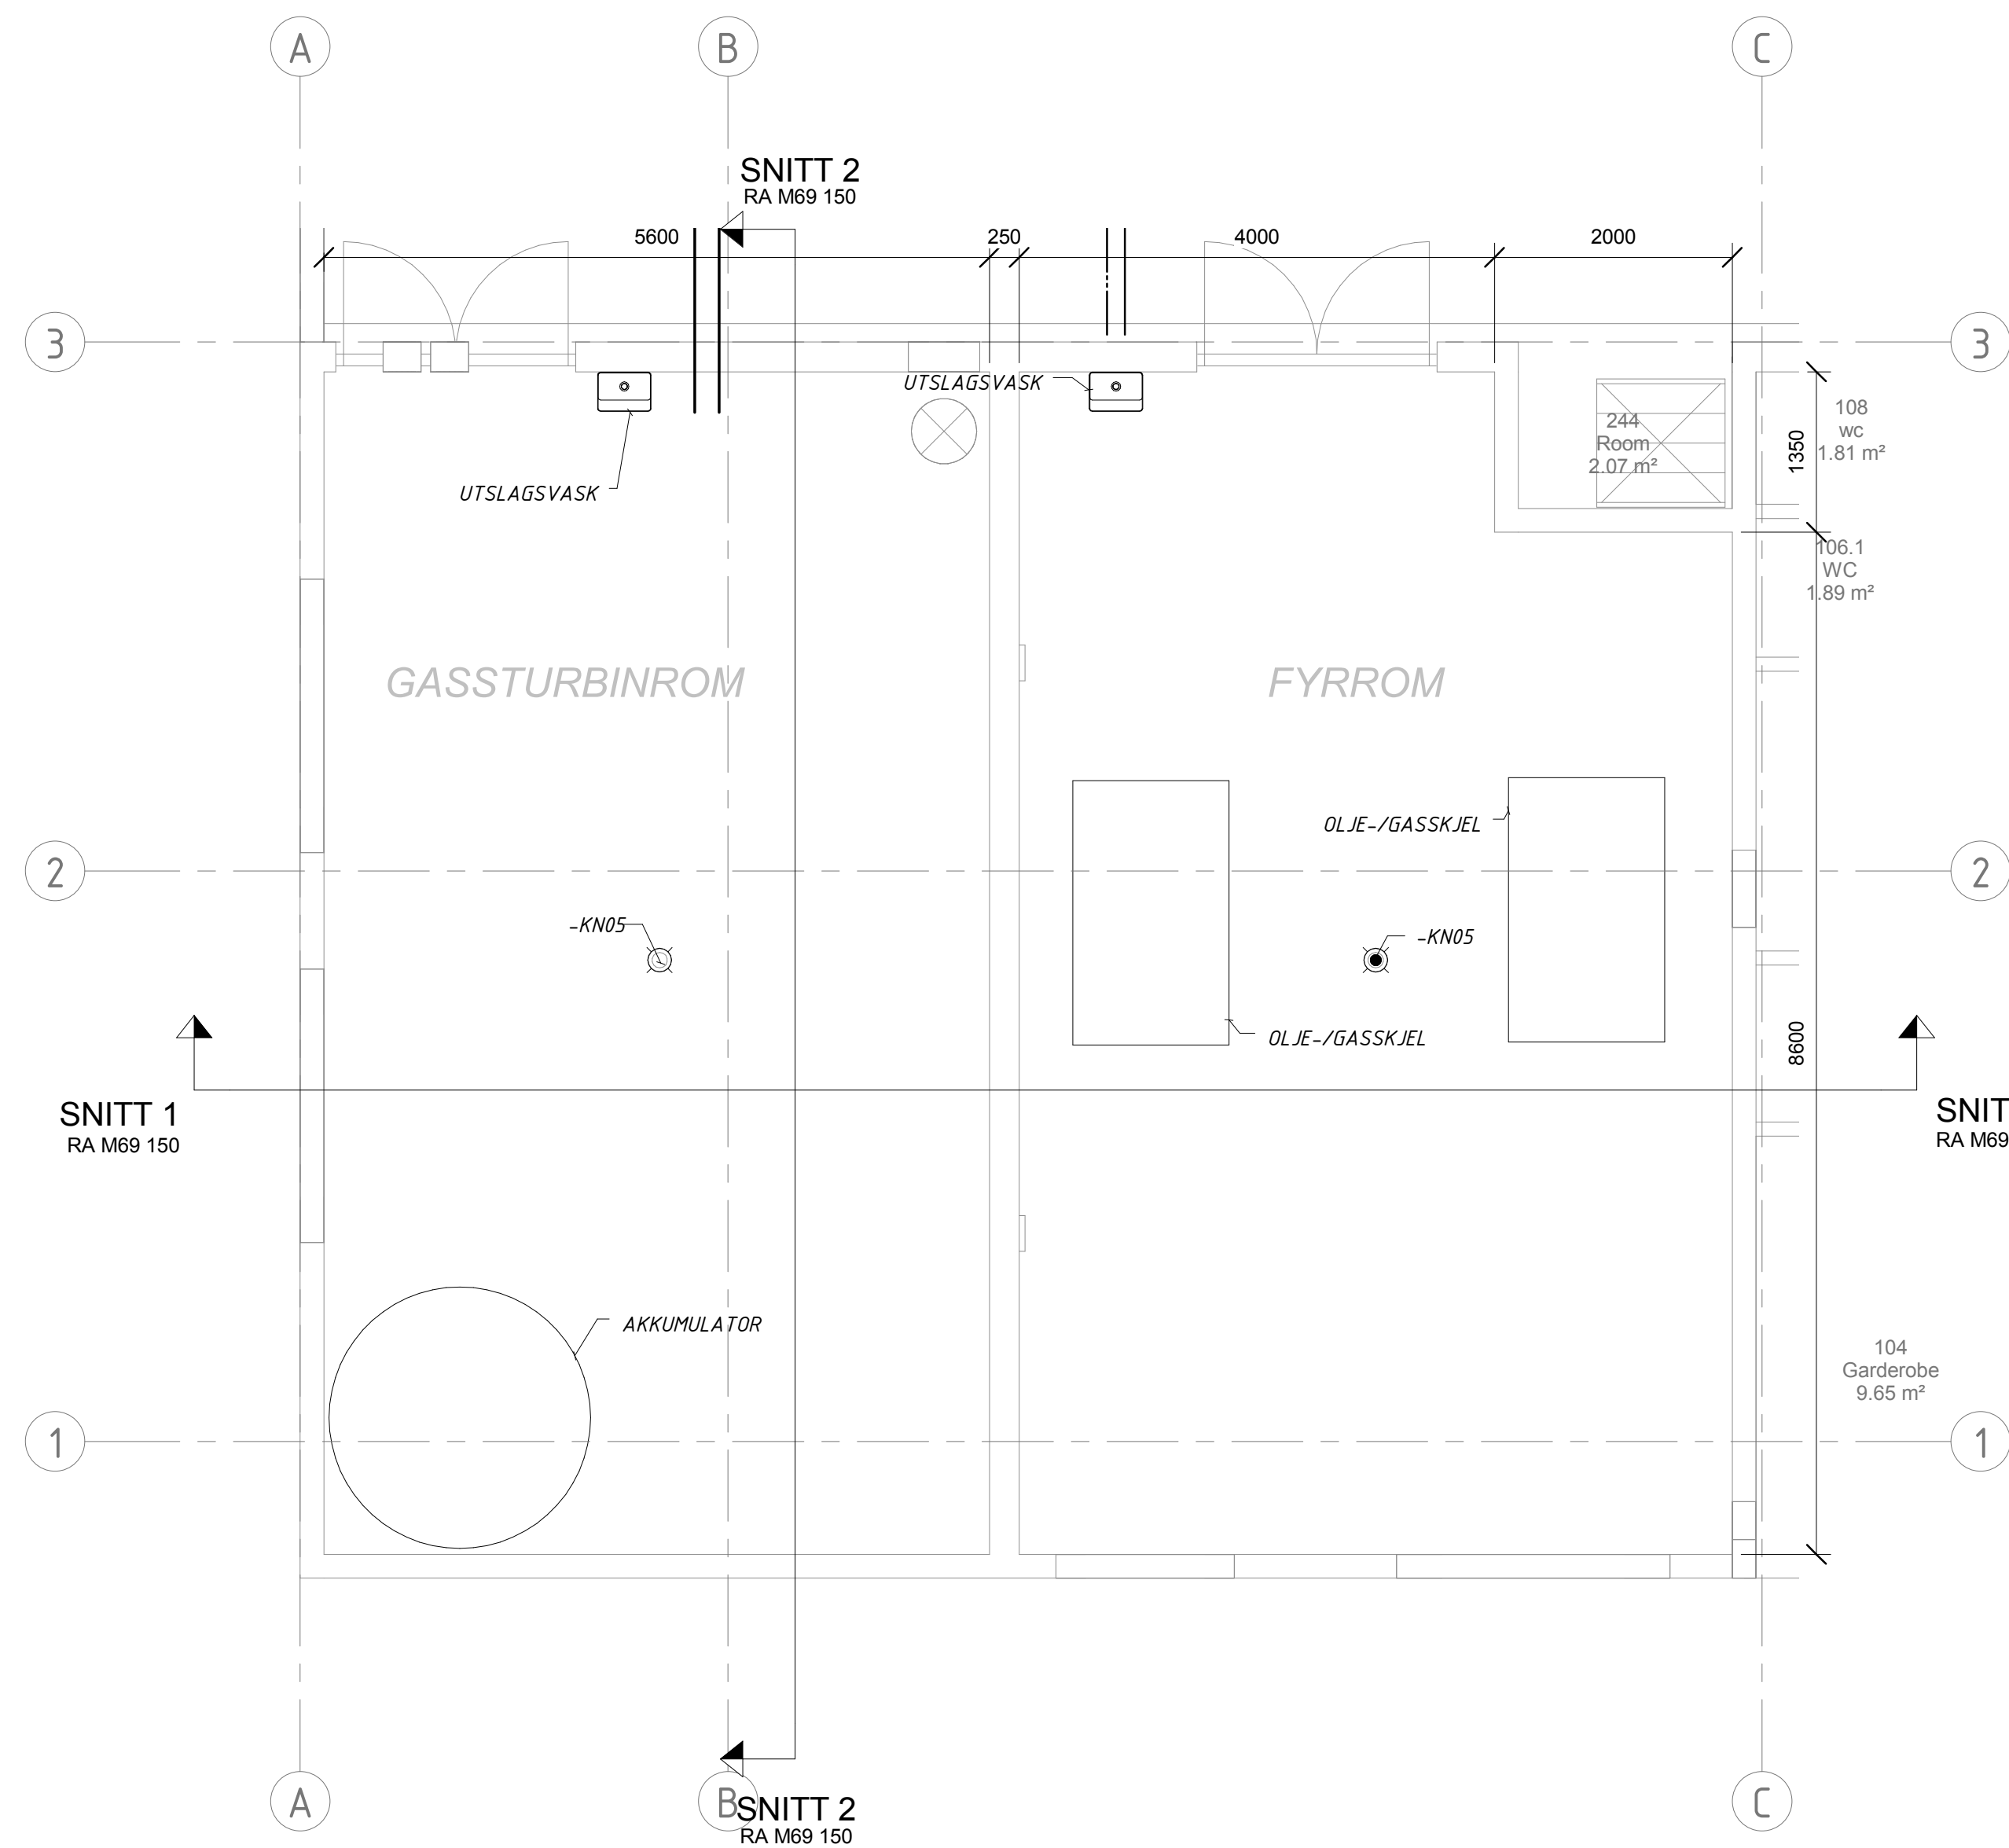 A
B
C
SNITT 2
RA M69 150
5600
250
4000
2000
3
3
UTSLAGSVASK
UTSLAGSVASK
244
Room
2.07 m²
1350
108
wc
1.81 m²
106.1
WC
1.89 m²
GASSTURBINROM
FYRROM
OLJE-/GASSKJEL
2
2
-KN05
-KN05
OLJE-/GASSKJEL
8600
SNITT 1
RA M69 150
SNIT
RA M69
AKKUMULATOR
104
Garderobe
9.65 m²
1
1
A
B
C
SNITT 2
RA M69 150